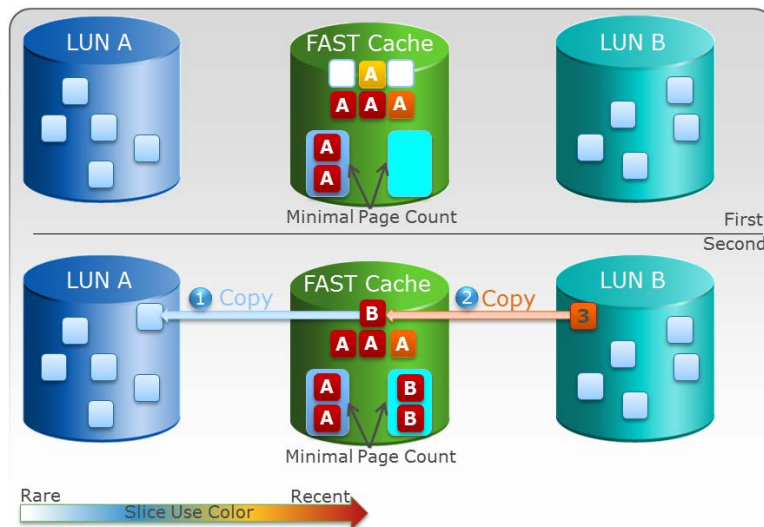 LUN A
FAST Cache
LUN B
A
A A A
A
A
Minimal Page Count
First
Second
LUN A
FAST Cache
LUN B
1 Copy
2 Copy
B
3
A A A
A B
A B
Minimal Page Count
Rare
Recent
Slice Use Color